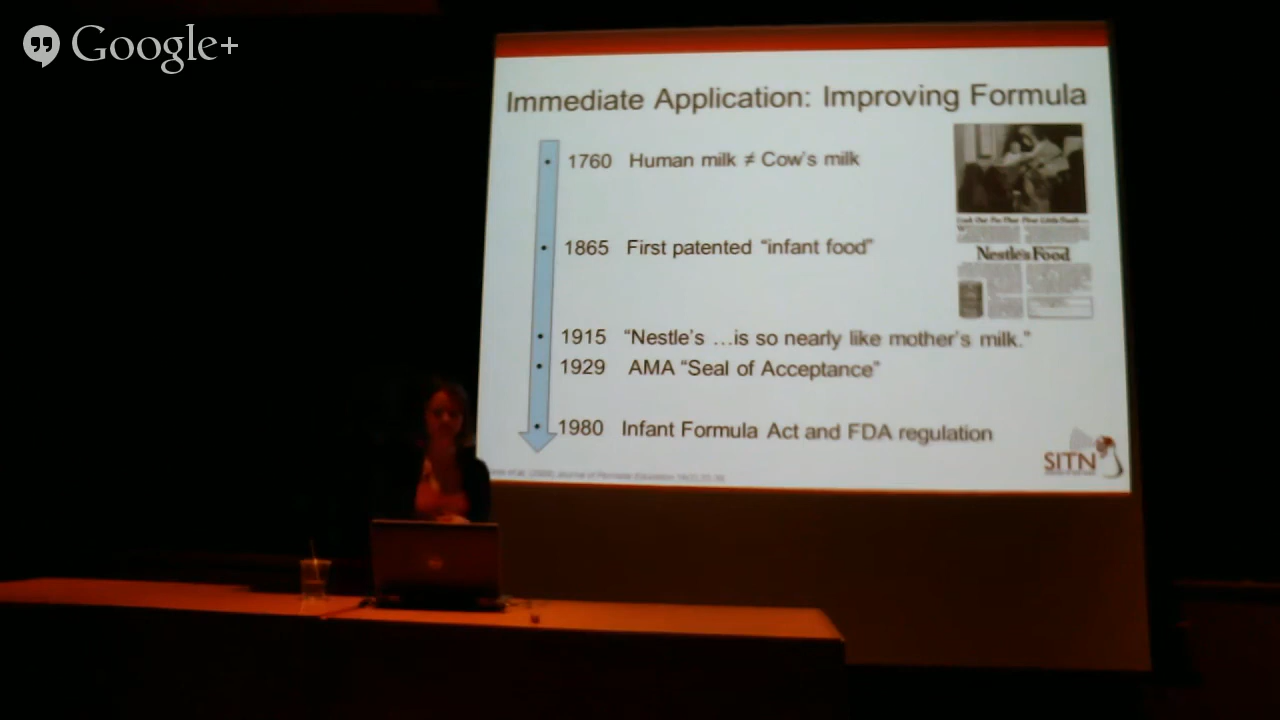 Google+
Immediate Application: Improving Formula
1760 Human milk ≠ Cow's milk
1865 First patented “infant food”
Nestle's Food
1915 “Nestle's …is so nearly like mother's milk.”
1929 AMA “Seal of Acceptance”
1980 Infant Formula Act and FDA regulation
SITN